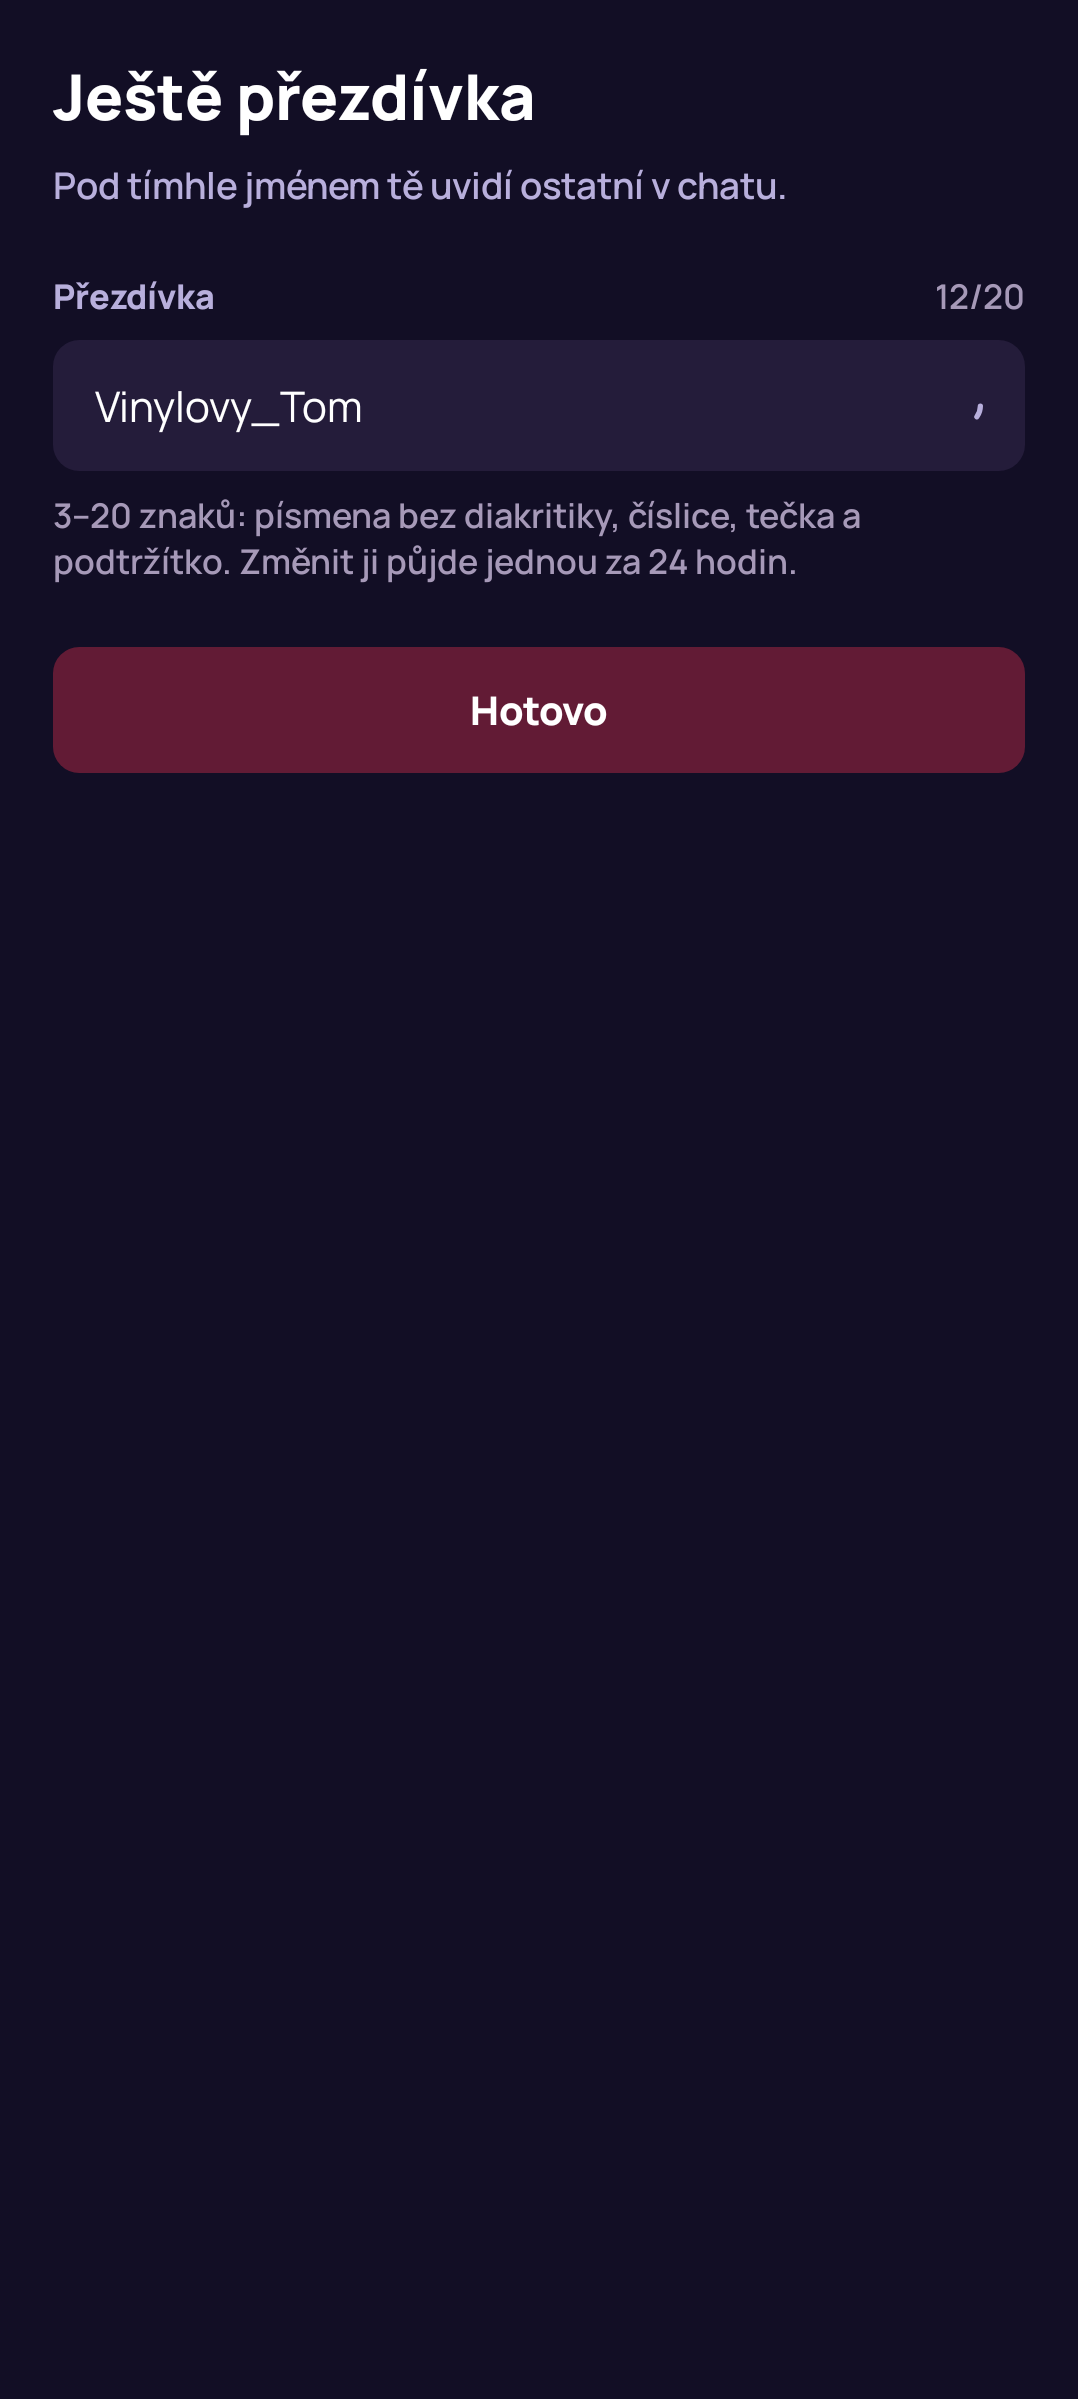 Ještě přezdívka
Pod tímhle jménem tě uvidí ostatní v chatu.
Přezdívka 12/20
Vinylovy_Tom
3–20 znaků: písmena bez diakritiky, číslice, tečka a
podtržítko. Změnit ji půjde jednou za 24 hodin.
Hotovo